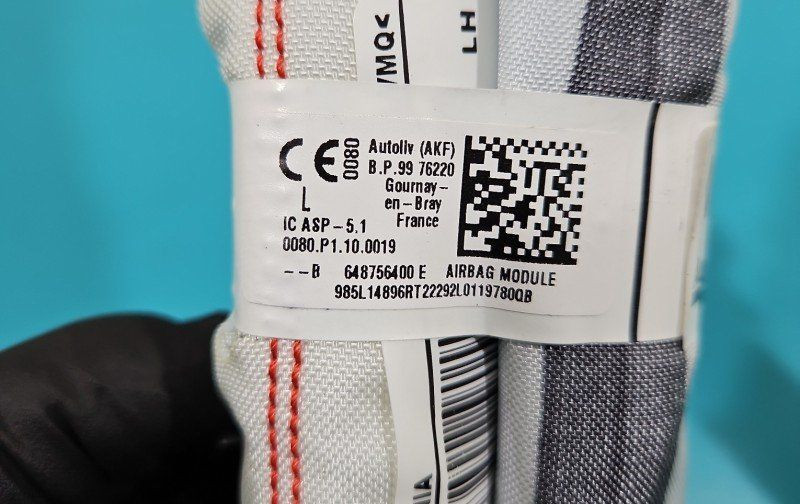 /MQ<
LH
CE 0080
Autoliv (AKF)
B.P.99 76220
Gournay-
en-Bray
France
L
IC ASP-5.1
0080.P1.10.0019
--B 648756400 E AIRBAG MODULE
985L14896RT22292L0119780QB